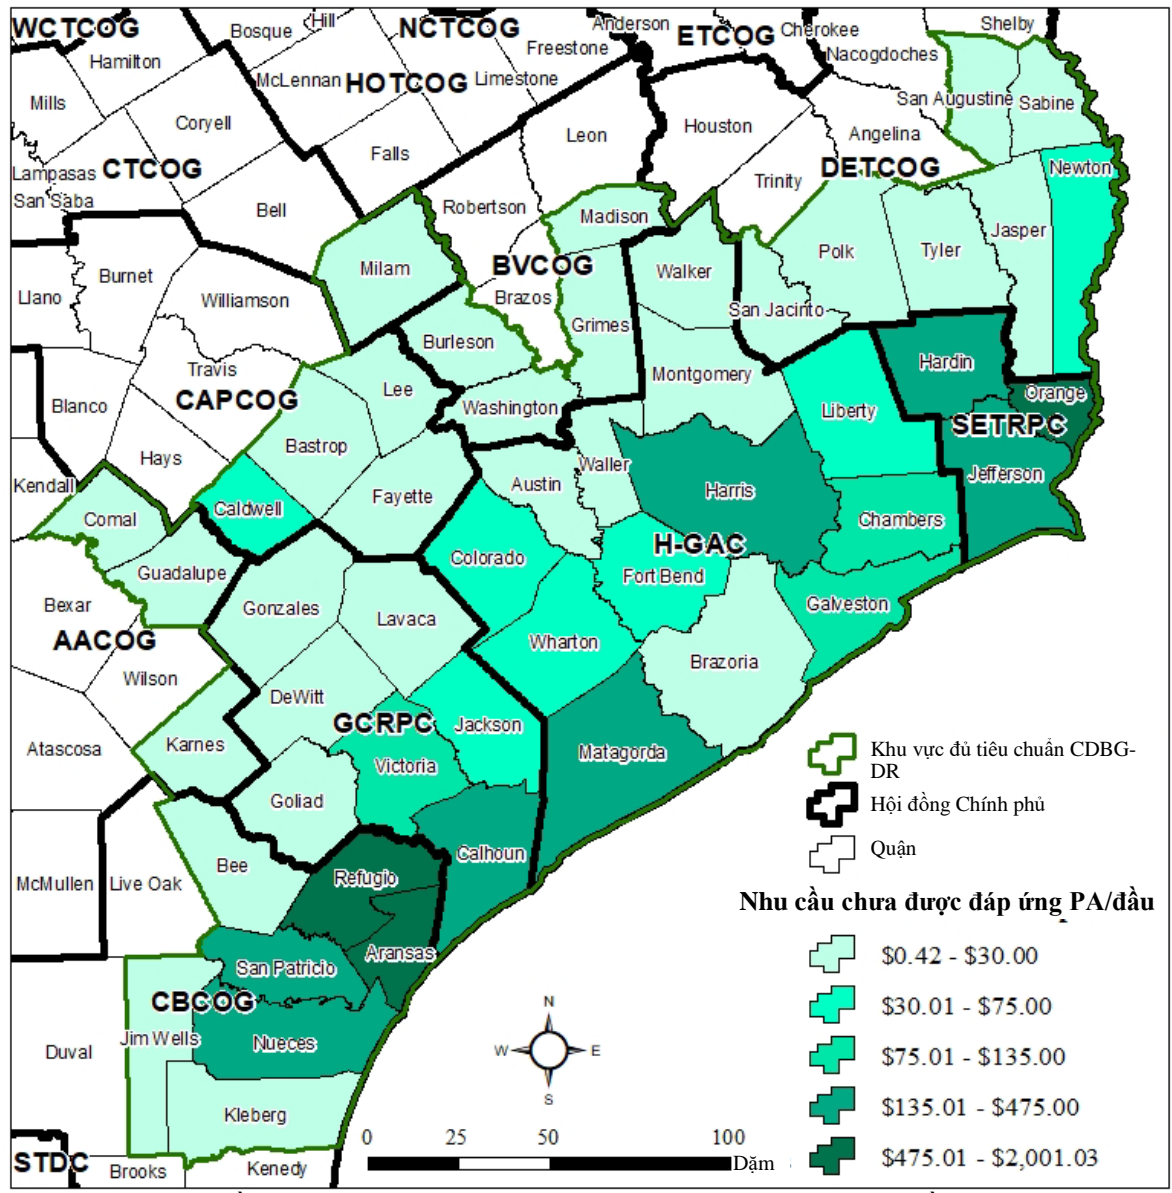 Hill
Anderson
Shelby
WCTCOG
Bosque
NCTCOG
ETCOG
Cherokee
Freestone
Nacogdoches
Hamilton
McLennan
HOTCOG
Limestone
San Augustine
Sabine
Mills
Coryell
Leon
Houston
Angelina
Falls
Lampasas
CTCOG
DETCOG
Newton
Trinity
San Saba
Bell
Robertson
Madison
Jasper
Milam
BVCOG
Walker
Polk
Tyler
Burnet
Llano
Williamson
Brazos
San Jacinto
Grimes
Burleson
Travis
Hardin
Montgomery
Lee
Orange
CAPCOG
Blanco
Washington
Liberty
SETRPC
Bastrop
Hays
Waller
Jefferson
Kendall
Austin
Harris
Fayette
Caldwell
Comal
Chambers
H-GAC
Colorado
Guadalupe
Fort Bend
Bexar
Gonzales
Galveston
Lavaca
AACOG
Wharton
Brazoria
Wilson
DeWitt
GCRPC
Jackson
Atascosa
Karnes
Matagorda
Victoria
Goliad
Calhoun
Bee
Refugio
McMullen
Live Oak
Aransas
San Patricio
CBCOG
Jim Wells
Nueces
Duval
Kleberg
STDC
Brooks
Kenedy
Khu vực đủ tiêu chuẩn CDBG-
DR
Hội đồng Chính phủ
Quận
Nhu cầu chưa được đáp ứng PA/đầu
$0.42 - $30.00
$30.01 - $75.00
$75.01 - $135.00
$135.01 - $475.00
$475.01 - $2,001.03
N
W
E
S
0 25 50 100
Dặm